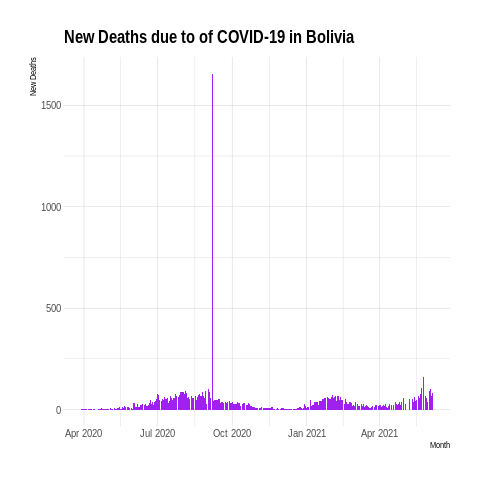 New Deaths due to of COVID-19 in Bolivia
New Deaths
1500
1000
500
0
Apr 2020 Jul 2020 Oct 2020 Jan 2021 Apr 2021
Month